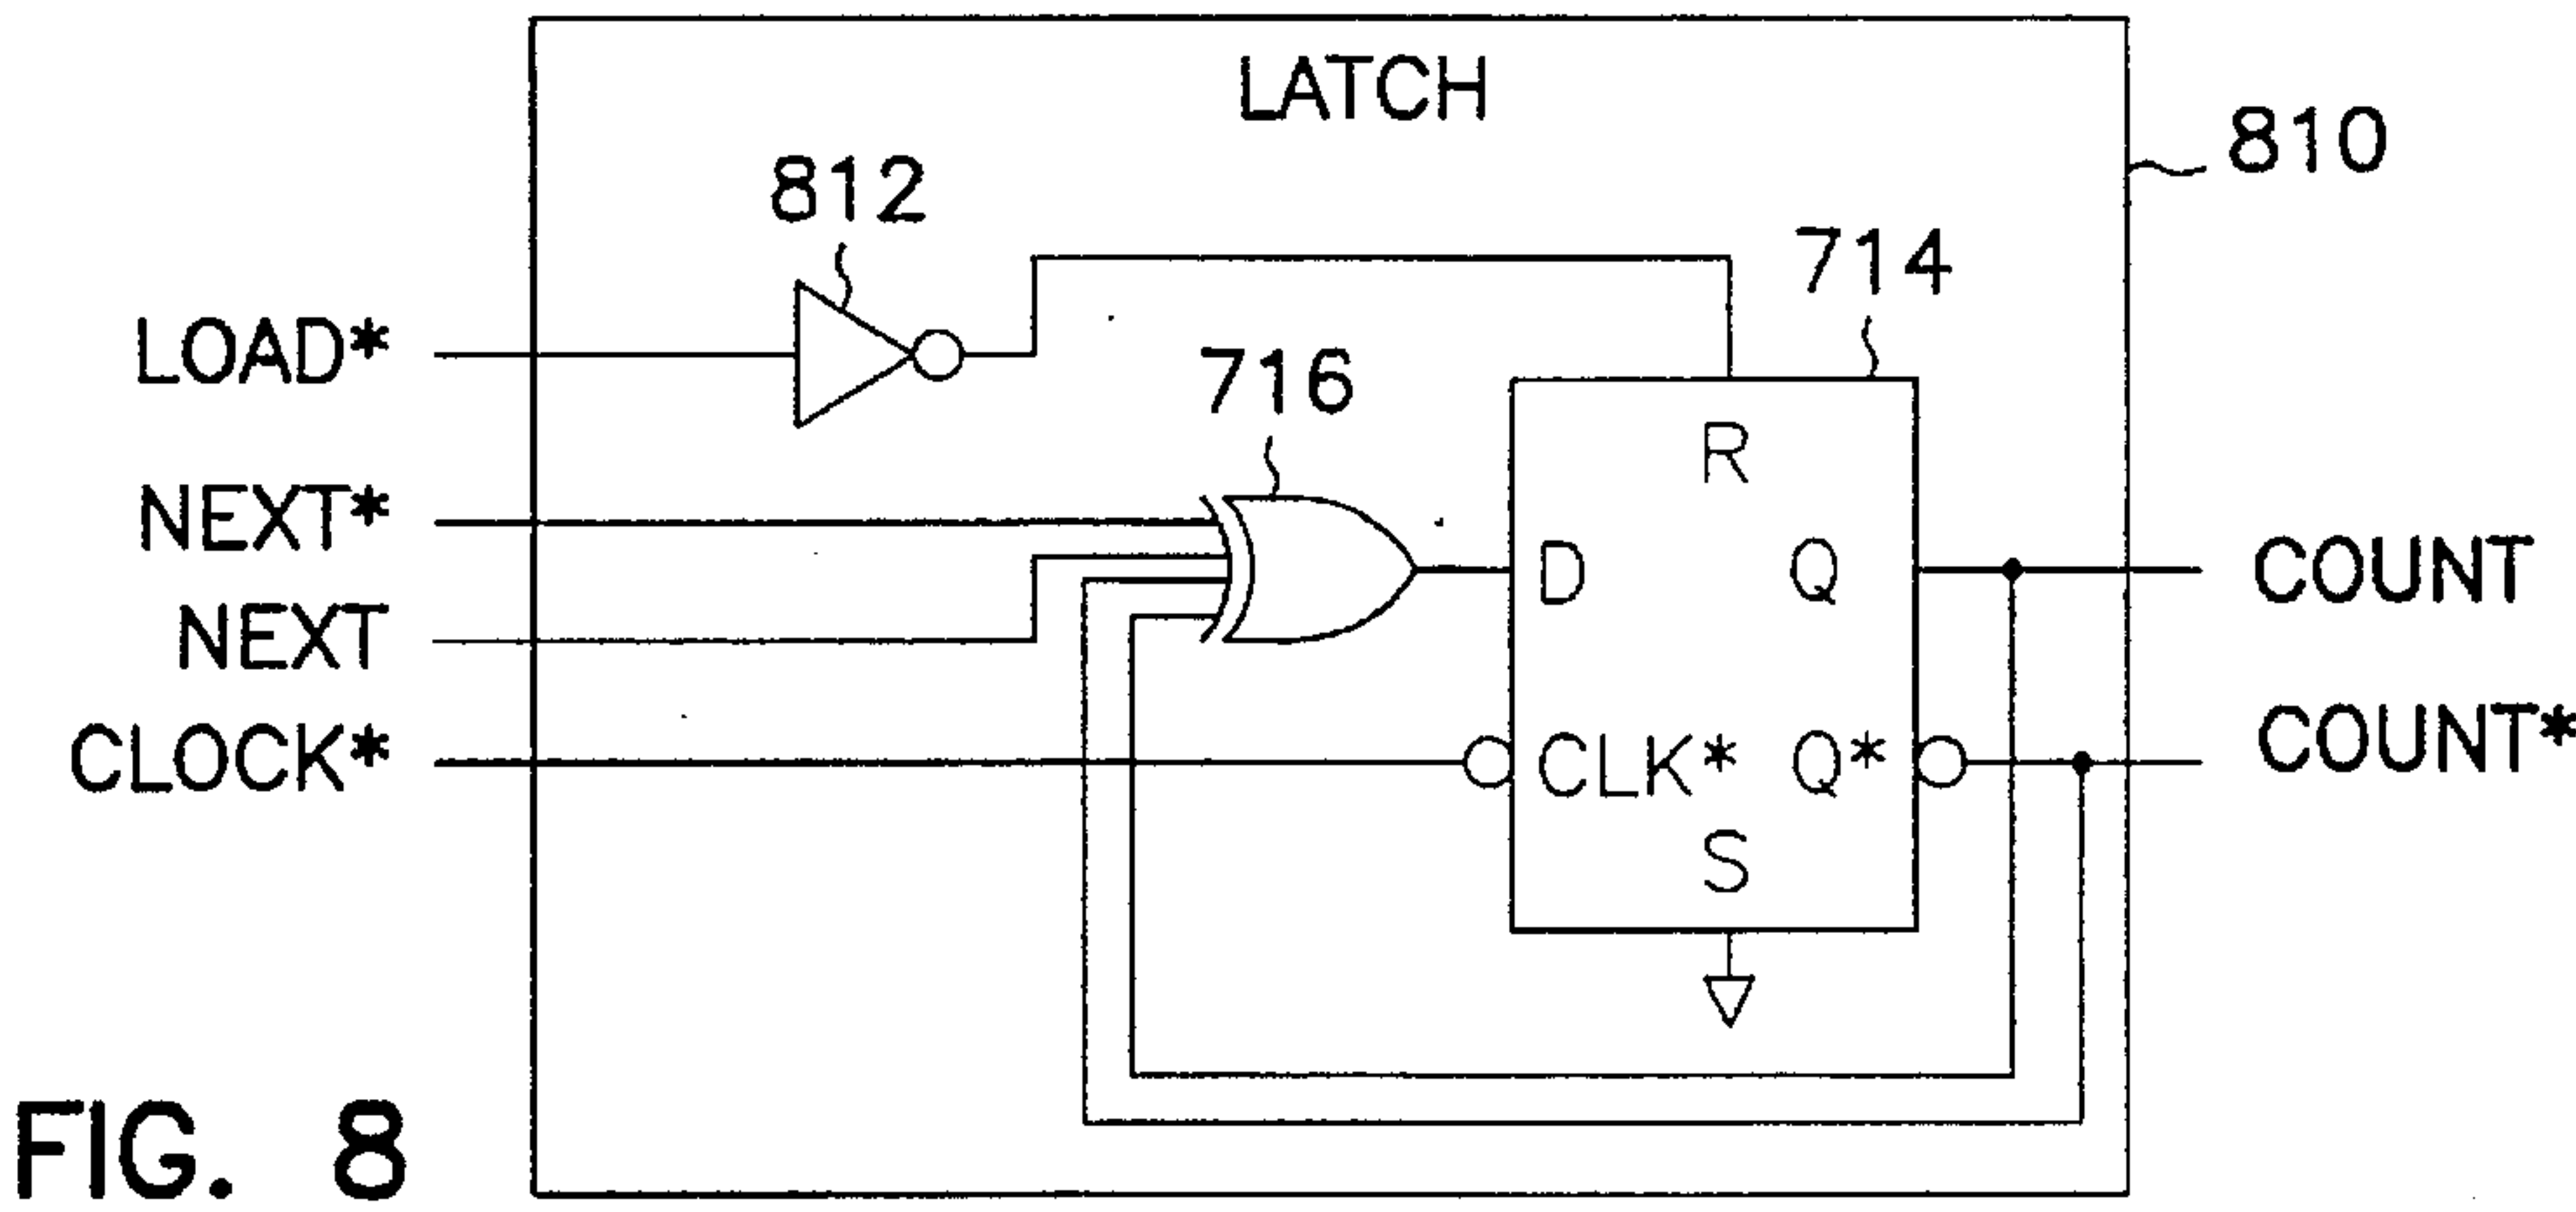 LATCH
810
812
714
LOAD*
716
R
NEXT*
D
Q
COUNT
NEXT
CLOCK*
CLK*
Q*
COUNT*
S
FIG. 8